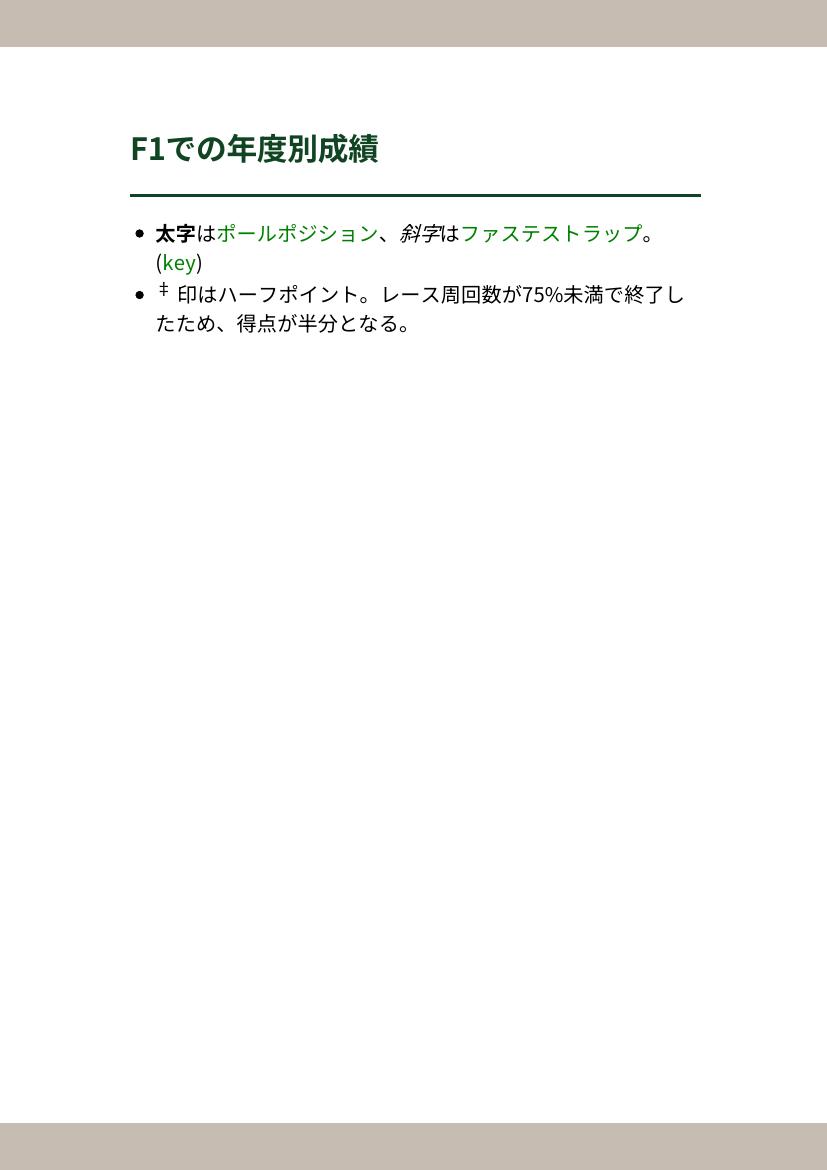 F1での年度別成績
太字はポールポジション、斜字はファステストラップ。
(key)
‡ 印はハーフポイント。レース周回数が75%未満で終了し
たため、得点が半分となる。